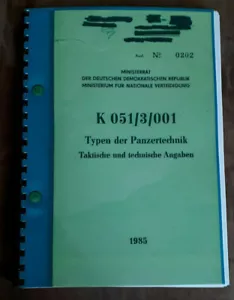 Nº 0202
MINISTERRAT
DER DEUTSCHEN DEMOKRATISCHEN REPUBLIK
MINISTERIUM FÜR NATIONALE VERTEIDIGUNG
K 051/3/001
Typen der Panzertechnik
Taktische und technische Angaben
1985